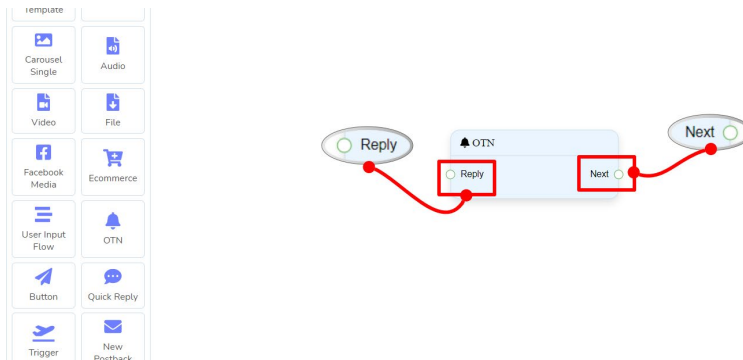 Template
Carousel
Single
Audio
Video
File
Facebook
Media
Ecommerce
User Input
Flow
OTN
Button
Quick Reply
Trigger
New
Postback
Reply
OTN
Reply
Next
Next